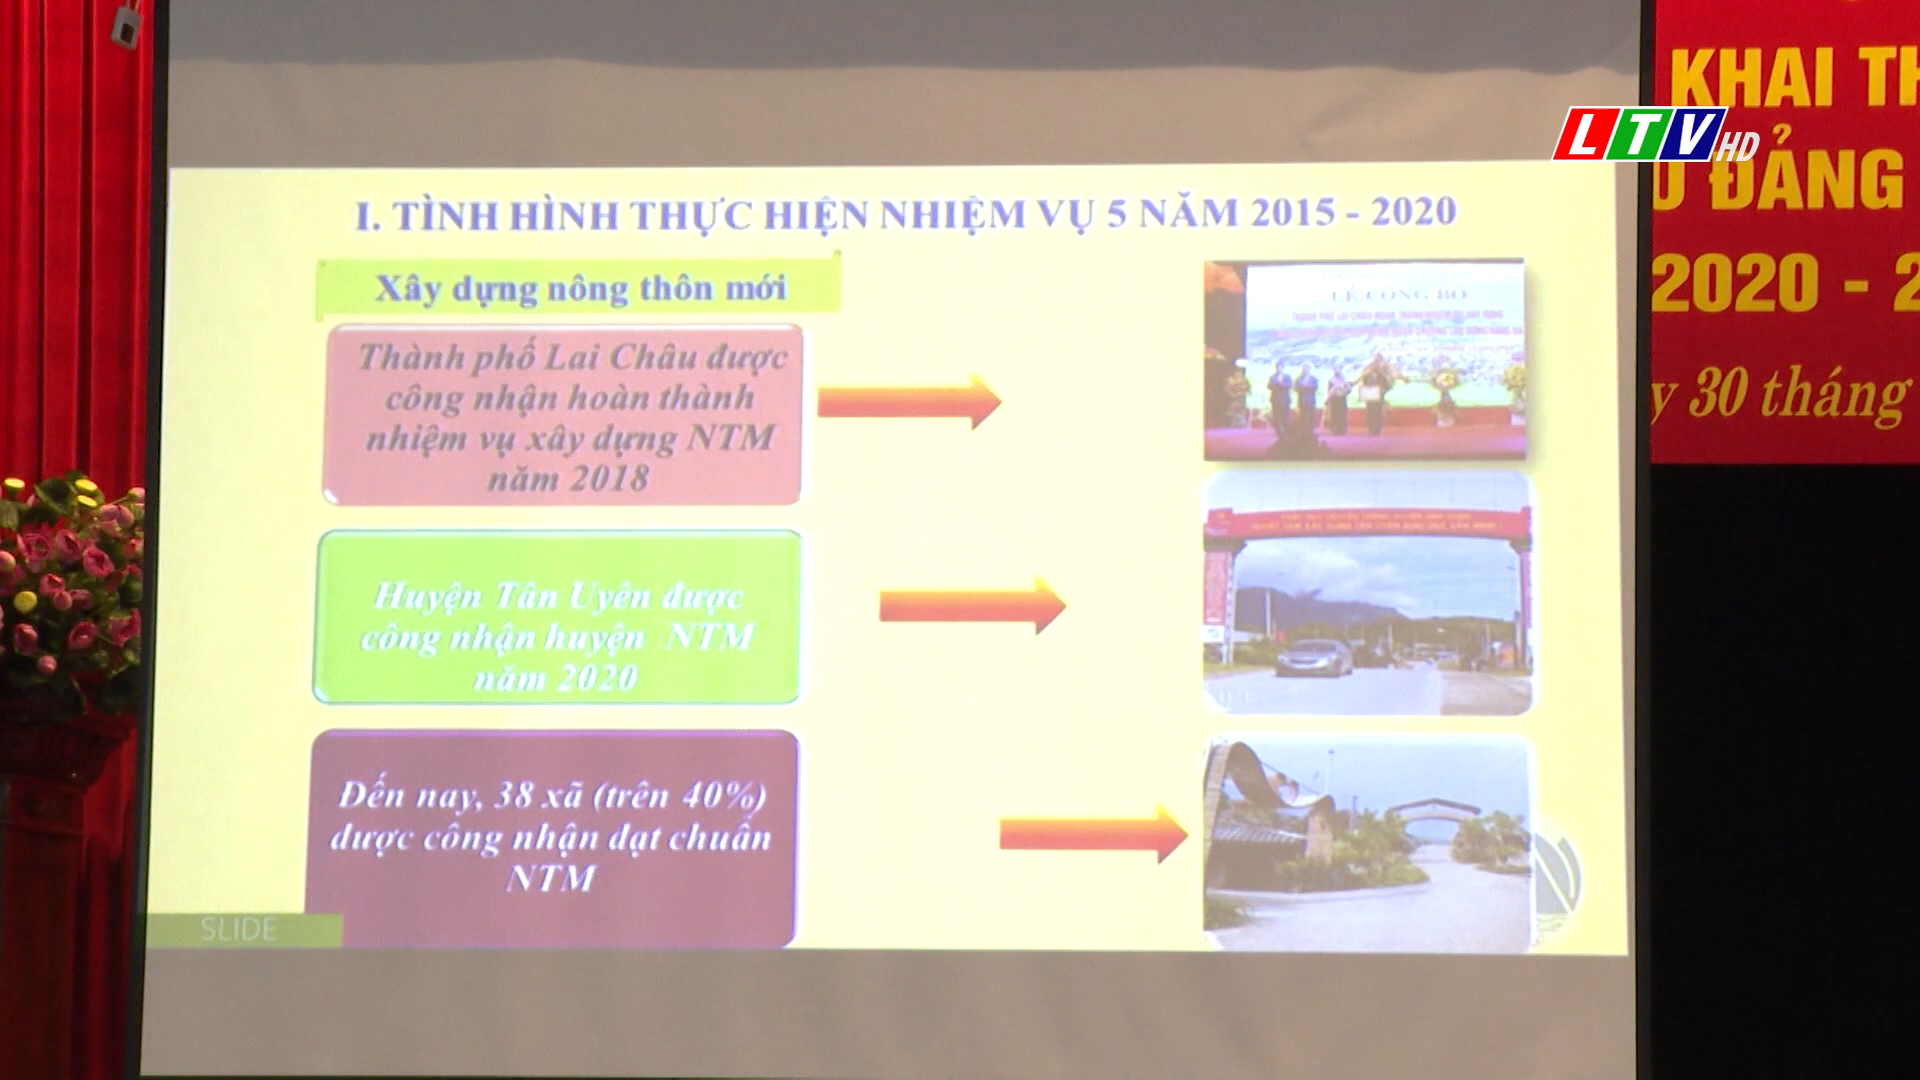 KHAI TH
LTV HD
ĐẢNG
2020 - 2
y 30 tháng
I. TÌNH HÌNH THỰC HIỆN NHIỆM VỤ 5 NĂM 2015 - 2020
Xây dựng nông thôn mới
Thành phố Lai Châu được
công nhận hoàn thành
nhiệm vụ xây dựng NTM
năm 2018
LỄ CÔNG BỐ
Huyện Tân Uyên được
công nhận huyện NTM
năm 2020
Đến nay, 38 xã (trên 40%)
được công nhận đạt chuẩn
NTM
SLIDE